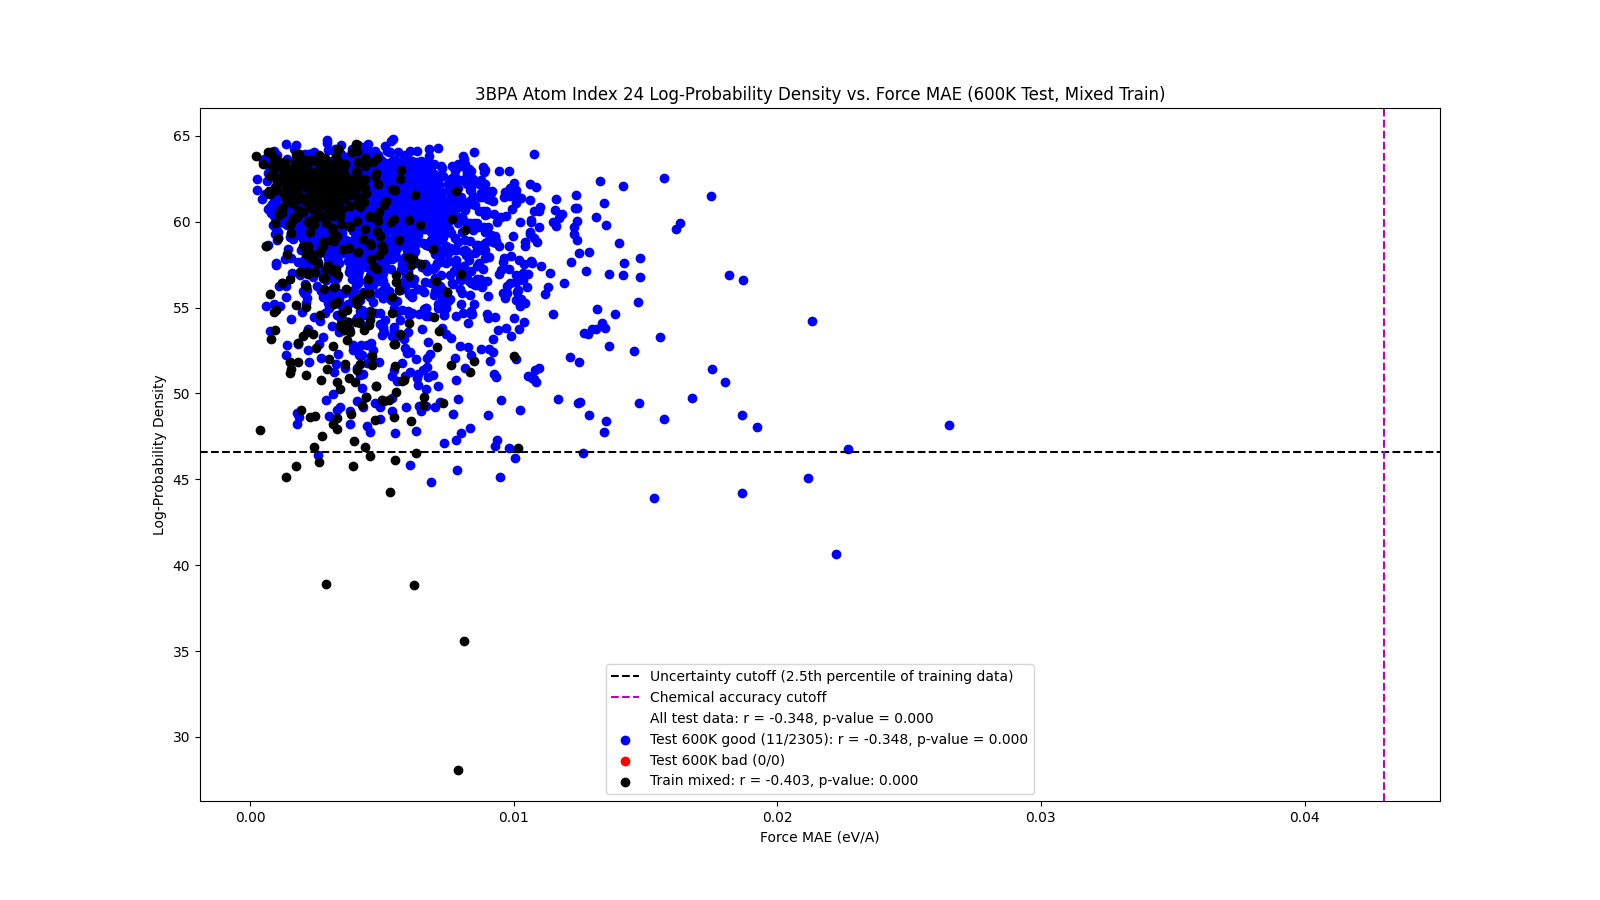 3BPA Atom Index 24 Log-Probability Density vs. Force MAE (600K Test, Mixed Train)
Log-Probability Density
65
60
55
50
45
40
35
30
Uncertainty cutoff (2.5th percentile of training data)
Chemical accuracy cutoff
All test data: r = -0.348, p-value = 0.000
Test 600K good (11/2305): r = -0.348, p-value = 0.000
Test 600K bad (0/0)
Train mixed: r = -0.403, p-value: 0.000
0.00 0.01 0.02 0.03 0.04
Force MAE (eV/A)